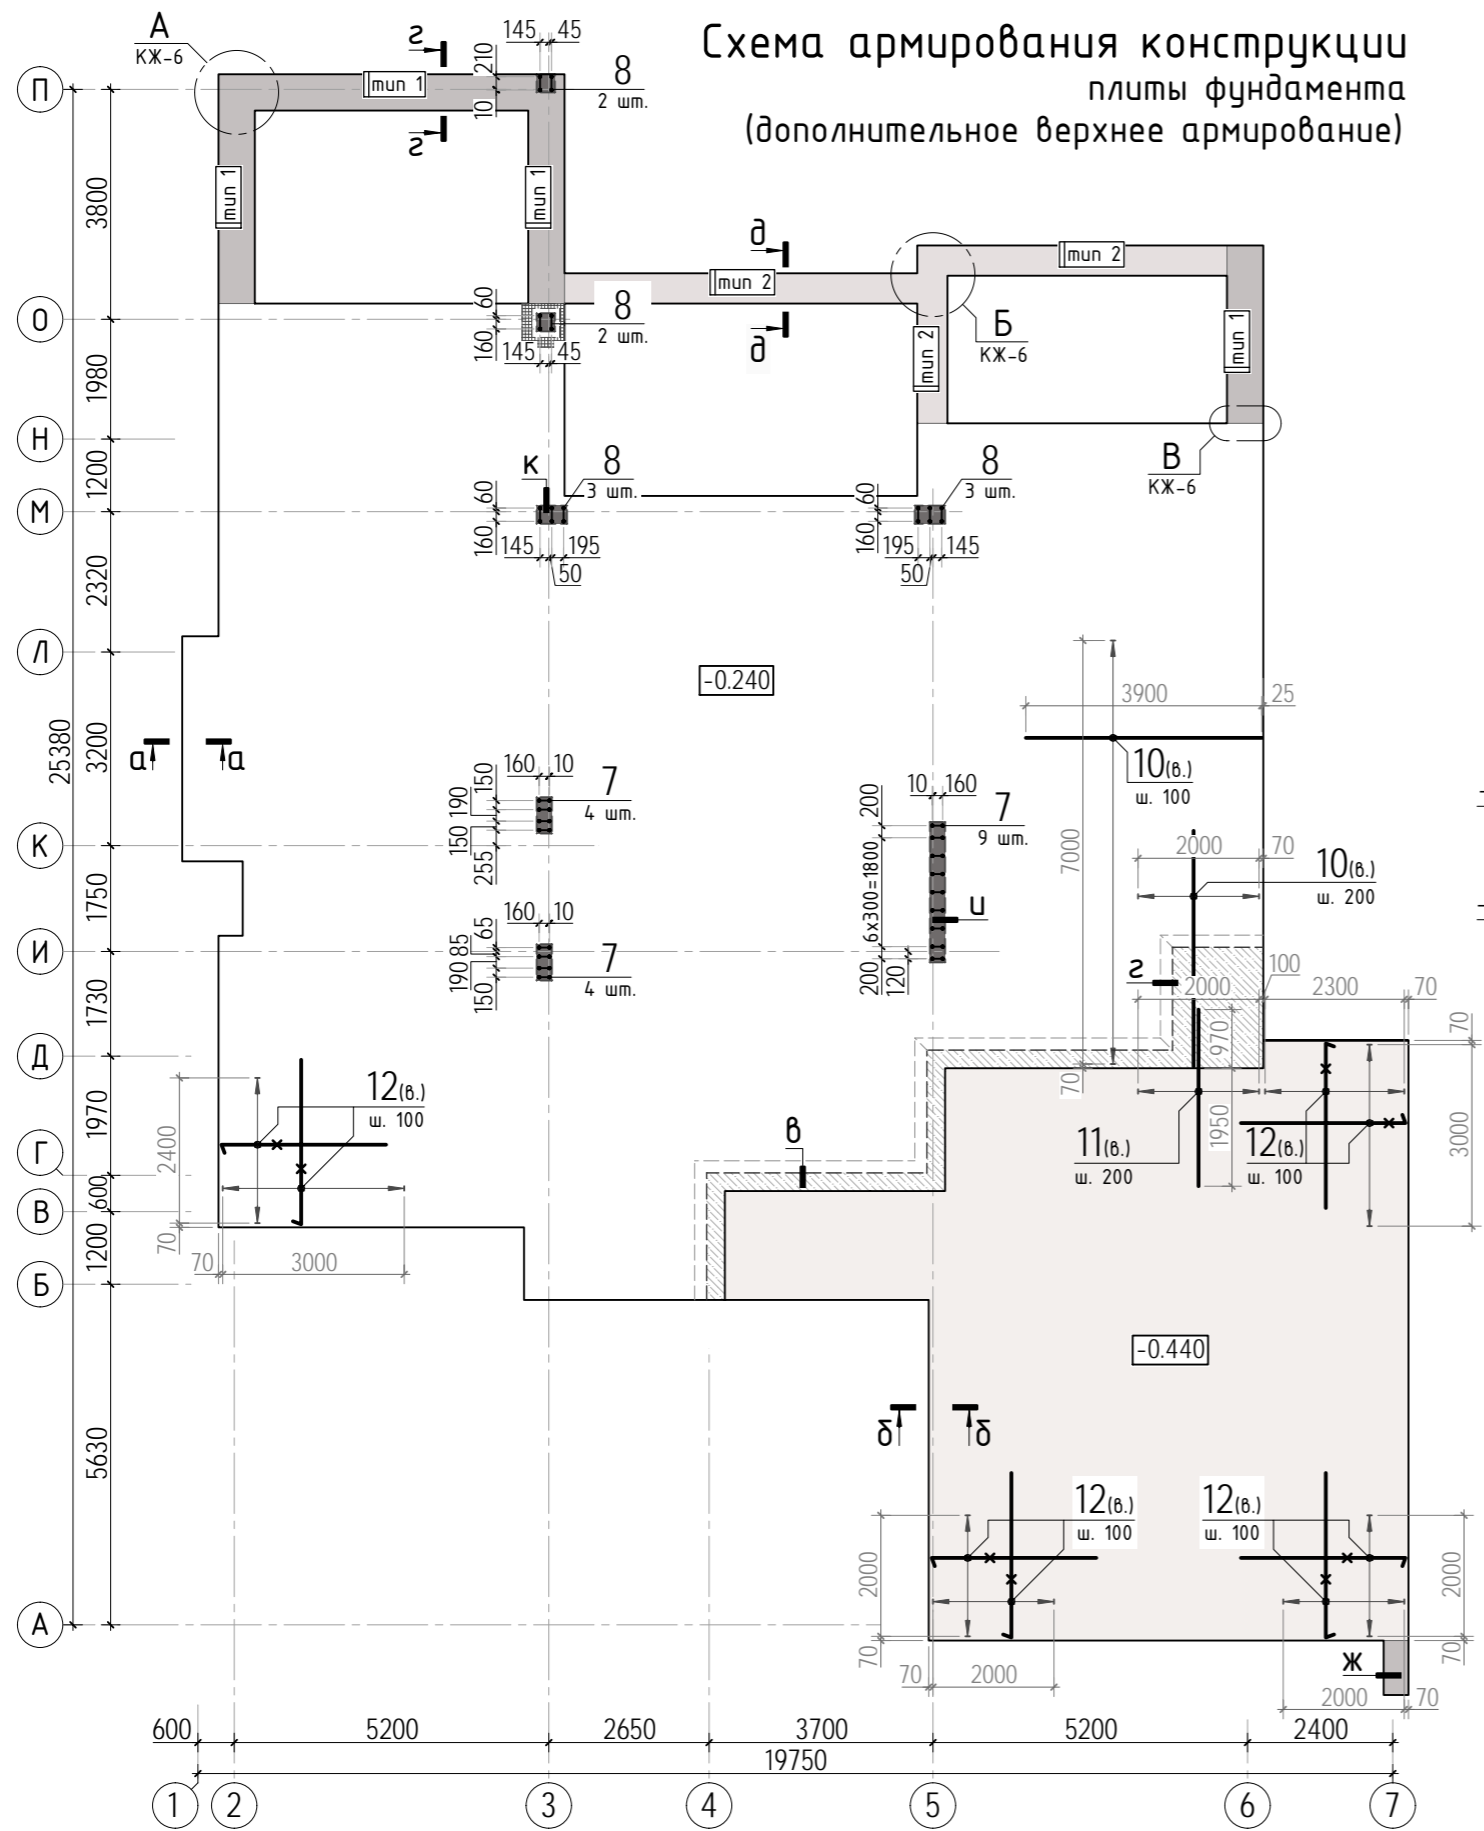 Схема армирования конструкции
плиты фундамента
(дополнительное верхнее армирование)
А
КЖ-6
г
г
145
45
210
10
8
2 шт.
П
тип 1
тип 1
тип 1
3800
д
д
тип 2
тип 2
тип 2
тип 1
Б
КЖ-6
В
КЖ-6
О
60
160
145
45
8
2 шт.
1980
Н
1200
М
к
8
3 шт.
60
160
145
195
50
8
3 шт.
60
160
195
145
50
2320
Л
-0.240
3900
25
10(в.)
ш. 100
7000
25380
3200
а
а
160
10
7
4 шт.
150
190
150
255
10
160
7
9 шт.
200
6х300=1800
200
120
и
К
2000
70
10(в.)
ш. 200
1750
И
160
10
7
4 шт.
65
85
190
150
1730
г
2000
100
2300
70
70
970
1950
3000
Д
70
11(в.)
ш. 200
12(в.)
ш. 100
12(в.)
ш. 100
2400
70
70
3000
1970
Г
600
В
1200
Б
в
-0.440
5630
б
б
12(в.)
ш. 100
12(в.)
ш. 100
2000
70
70
2000
2000
70
2000
70
ж
А
600
5200
2650
3700
5200
2400
19750
1
2
3
4
5
6
7